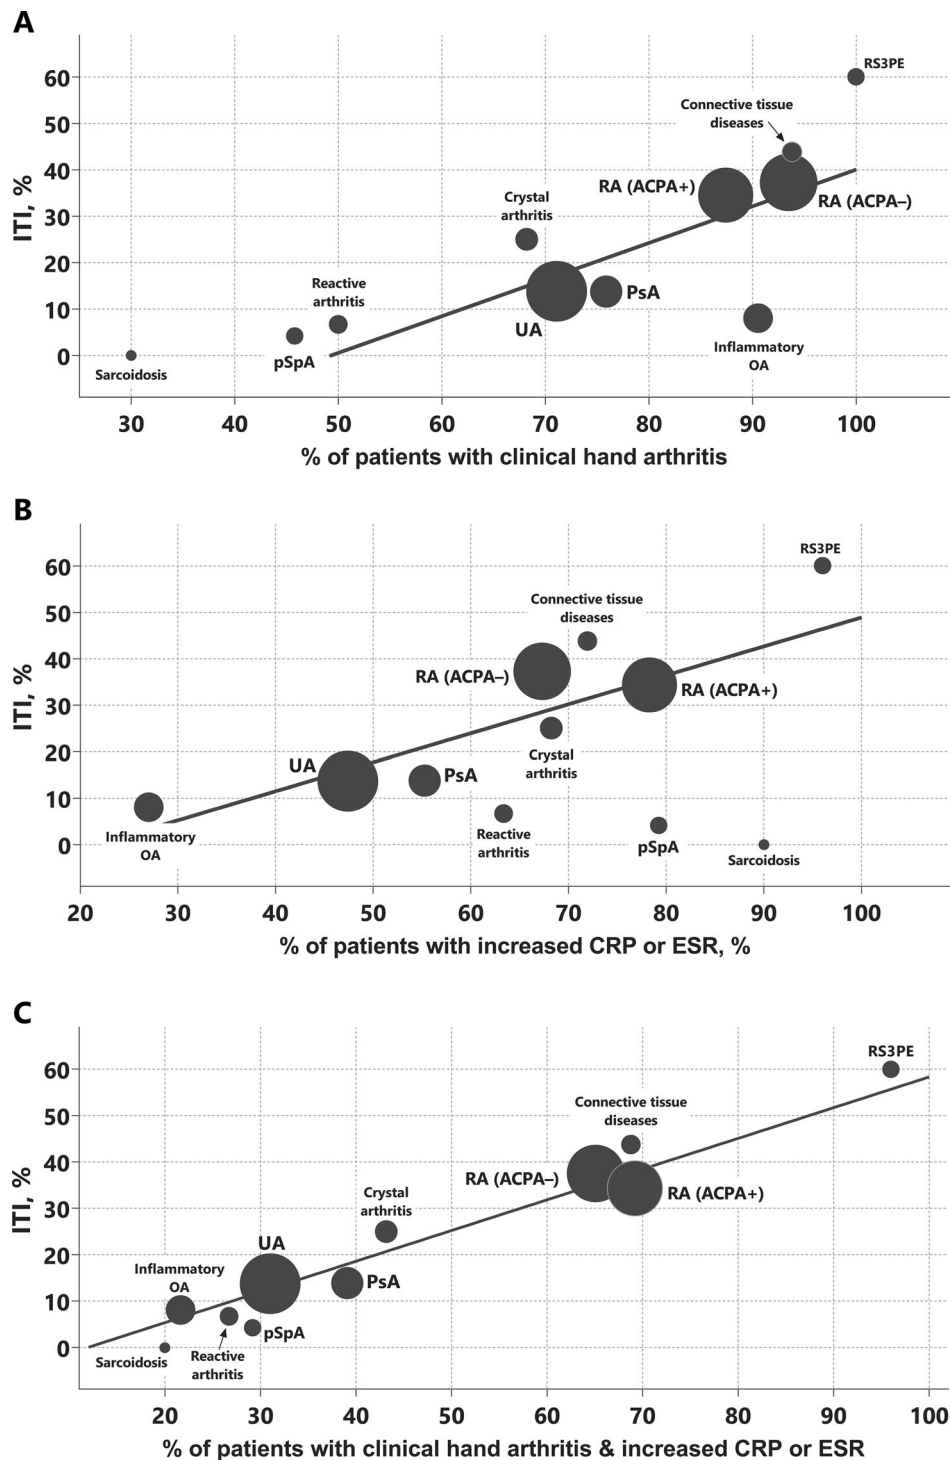 A
60
50
40
30
20
10
0
ITI, %
RS3PE
Connective tissue
diseases
RA (ACPA+)
RA (ACPA–)
Crystal
arthritis
Reactive
arthritis
UA
PsA
pSpA
Inflammatory
OA
Sarcoidosis
30 40 50 60 70 80 90 100
% of patients with clinical hand arthritis
B
60
50
40
30
20
10
0
ITI, %
RS3PE
Connective tissue
diseases
RA (ACPA–)
RA (ACPA+)
Crystal
arthritis
UA
PsA
Inflammatory
OA
Reactive
arthritis
pSpA
Sarcoidosis
20 30 40 50 60 70 80 90 100
% of patients with increased CRP or ESR, %
C
60
50
40
30
20
10
0
ITI, %
RS3PE
Connective tissue
diseases
RA (ACPA–)
RA (ACPA+)
Crystal
arthritis
UA
Inflammatory
OA
PsA
pSpA
Sarcoidosis
Reactive
arthritis
20 30 40 50 60 70 80 90 100
% of patients with clinical hand arthritis & increased CRP or ESR